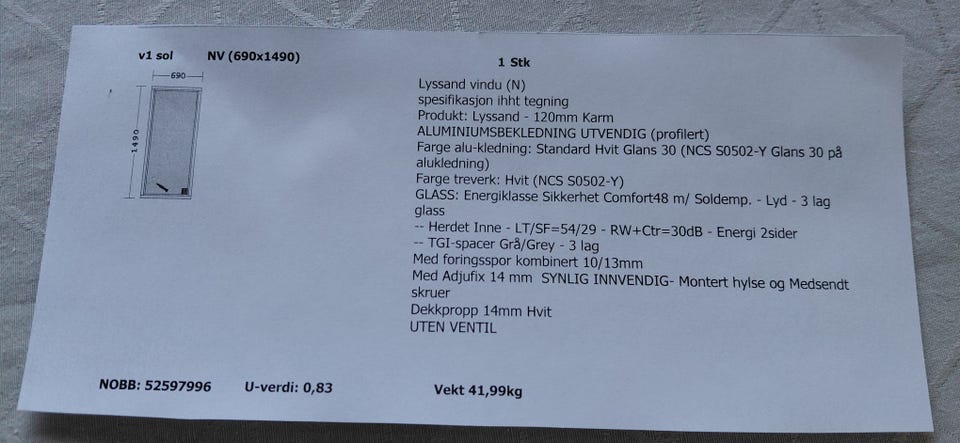 v1 sol NV (690x1490)
1 Stk
690
1490
Lyssand vindu (N)
spesifikasjon ihht tegning
Produkt: Lyssand - 120mm Karm
ALUMINIUMSBEKLEDNING UTVENDIG (profilert)
Farge alu-kledning: Standard Hvit Glans 30 (NCS S0502-Y Glans 30 på
alukledning)
Farge treverk: Hvit (NCS S0502-Y)
GLASS: Energiklasse Sikkerhet Comfort48 m/ Soldemp. - Lyd - 3 lag
glass
-- Herdet Inne - LT/SF=54/29 - RW+Ctr=30dB - Energi 2sider
-- TGI-spacer Grå/Grey - 3 lag
Med foringsspor kombinert 10/13mm
Med Adjufix 14 mm SYNLIG INNVENDIG- Montert hylse og Medsendt
skruer
Dekkpropp 14mm Hvit
UTEN VENTIL
NOBB: 52597996 U-verdi: 0,83 Vekt 41,99kg